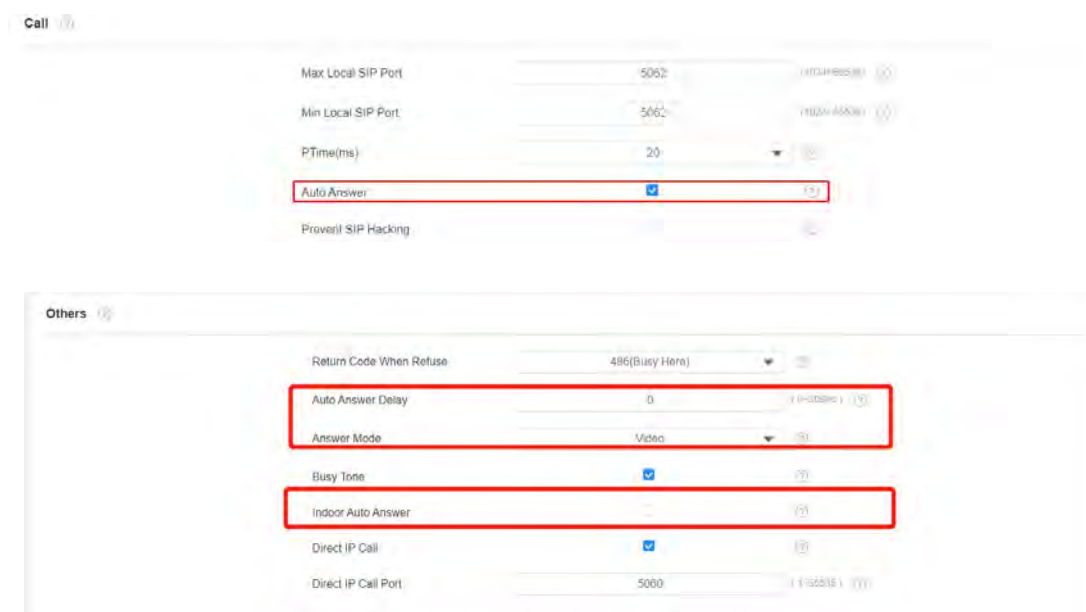 Call
Max Local SIP Port 5062
Min Local SIP Port 5062
PTime(ms) 20
Auto Answer
Prevent SIP Hacking
Others
Return Code When Refuse 486(Busy Here)
Auto Answer Delay 0
Answer Mode Video
Busy Tone
Indoor Auto Answer
Direct IP Call
Direct IP Call Port 5060